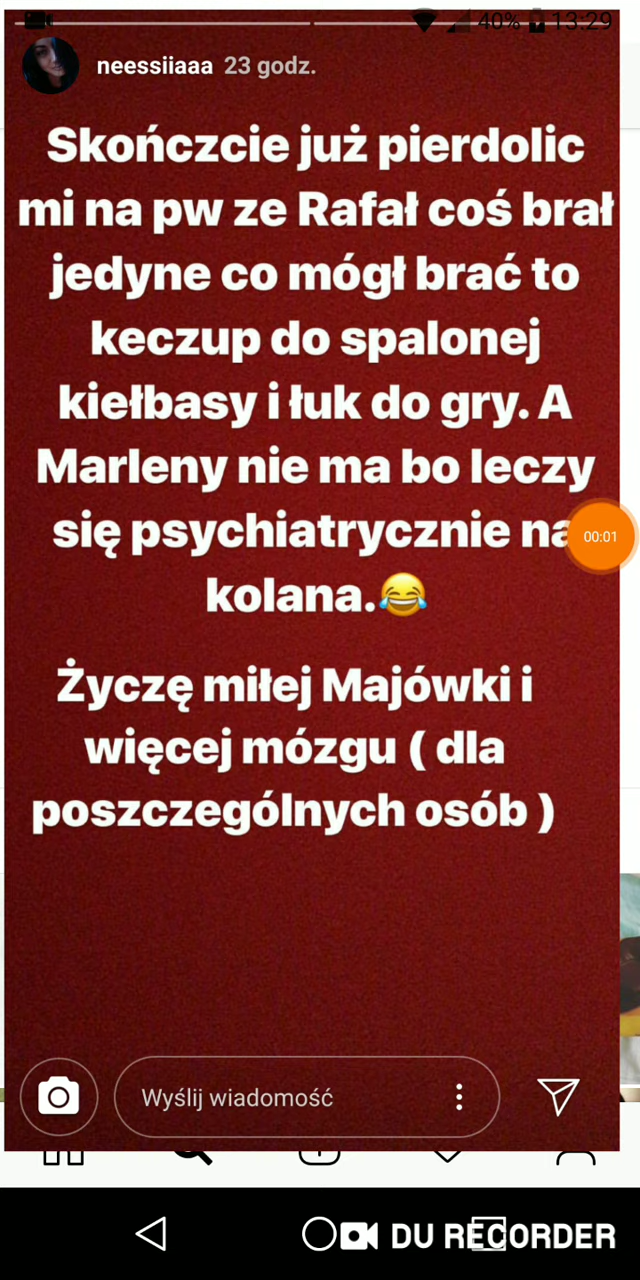 40% 13:29
neessiiaaa 23 godz.
Skończcie już pierdolic
mi na pw ze Rafał coś brał
jedyne co mógł brać to
keczup do spalonej
kiełbasy i łuk do gry. A
Marleny nie ma bo leczy
się psychiatrycznie na
00:01
kolana.😂
Życzę miłej Majówki i
więcej mózgu ( dla
poszczególnych osób )
Wyślij wiadomość
DU RECORDER